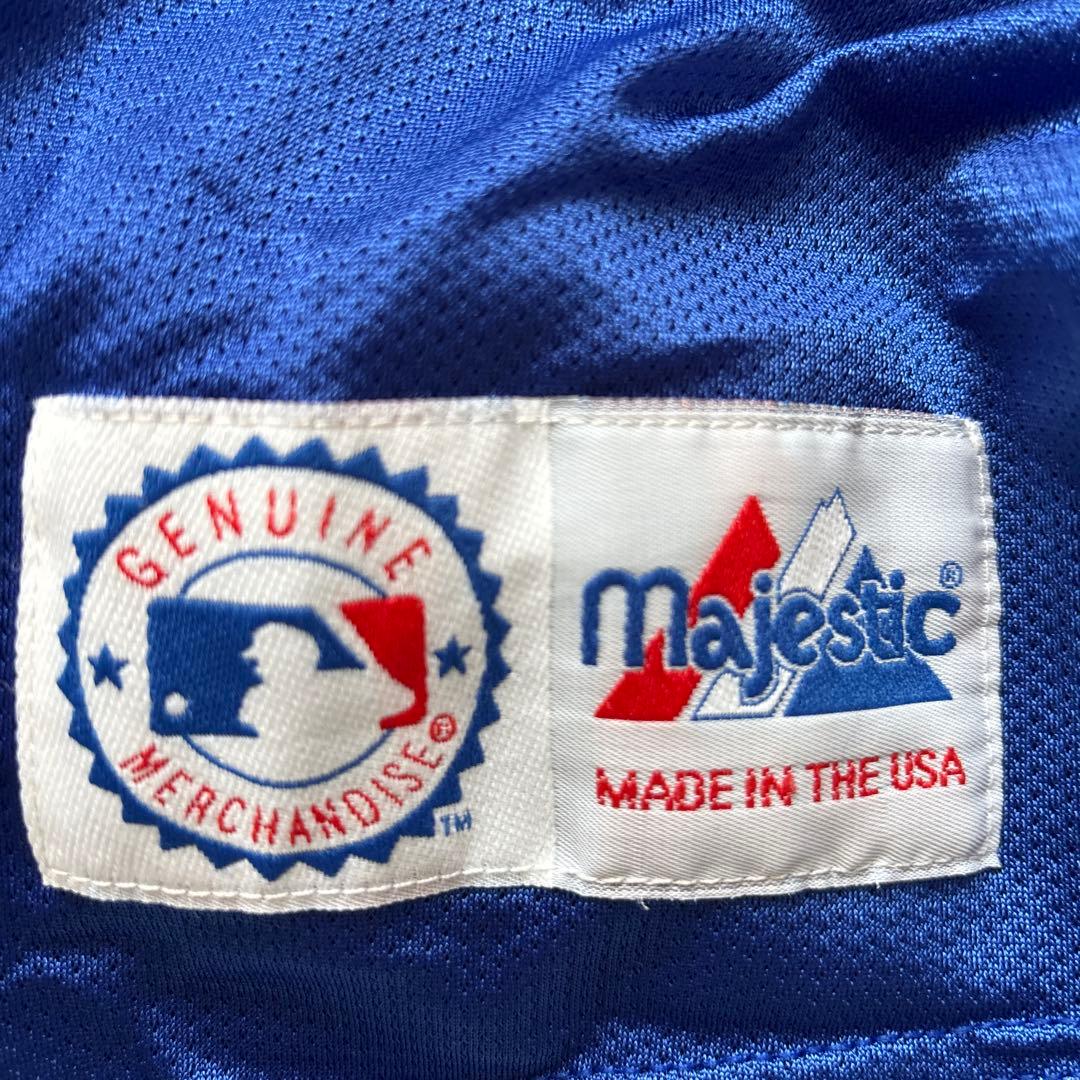 GENUINE
MERCHANDISE®
TM
majestic®
MADE IN THE USA